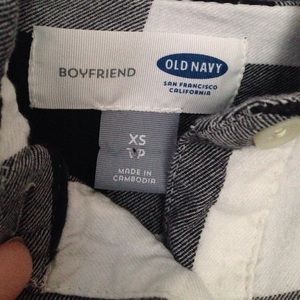 BOYFRIEND
OLD NAVY
SAN FRANCISCO
CALIFORNIA
XS
TP
MADE IN
CAMBODIA